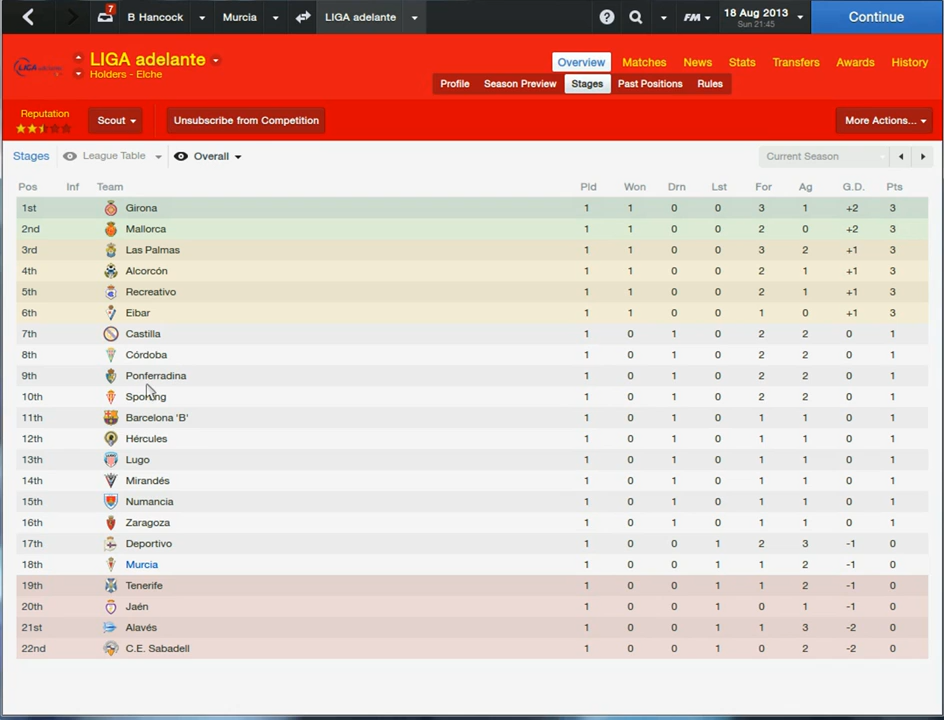 7 B Hancock Murcia LIGA adelante ? FM 18 Aug 2013 Continue
Sun 21:45
LIGA adelante
Holders - Elche
Overview Matches News Stats Transfers Awards History
Profile Season Preview Stages Past Positions Rules
Reputation
Scout Unsubscribe from Competition More Actions...
Stages League Table Overall Current Season
Pos Inf Team Pld Won Drn Lst For Ag G.D. Pts
1st Girona 1 1 0 0 3 1 +2 3
2nd Mallorca 1 1 0 0 2 0 +2 3
3rd Las Palmas 1 1 0 0 3 2 +1 3
4th Alcorcón 1 1 0 0 2 1 +1 3
5th Recreativo 1 1 0 0 2 1 +1 3
6th Eibar 1 1 0 0 1 0 +1 3
7th Castilla 1 0 1 0 2 2 0 1
8th Córdoba 1 0 1 0 2 2 0 1
9th Ponferradina 1 0 1 0 2 2 0 1
10th Sporting 1 0 1 0 2 2 0 1
11th Barcelona 'B' 1 0 1 0 1 1 0 1
12th Hércules 1 0 1 0 1 1 0 1
13th Lugo 1 0 1 0 1 1 0 1
14th Mirandés 1 0 1 0 1 1 0 1
15th Numancia 1 0 1 0 1 1 0 1
16th Zaragoza 1 0 1 0 1 1 0 1
17th Deportivo 1 0 0 1 2 3 -1 0
18th Murcia 1 0 0 1 1 2 -1 0
19th Tenerife 1 0 0 1 1 2 -1 0
20th Jaén 1 0 0 1 0 1 -1 0
21st Alavés 1 0 0 1 1 3 -2 0
22nd C.E. Sabadell 1 0 0 1 0 2 -2 0